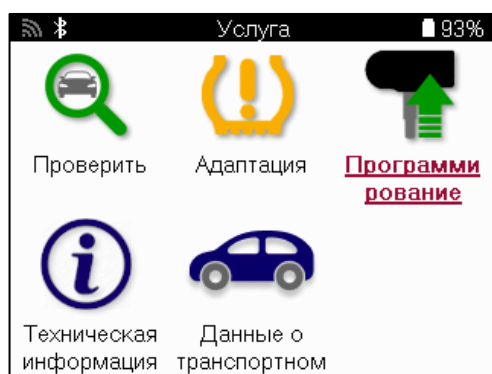 Услуга 93%
Проверить Адаптация Программи
рование
Техническая Данные о
информация транспортном